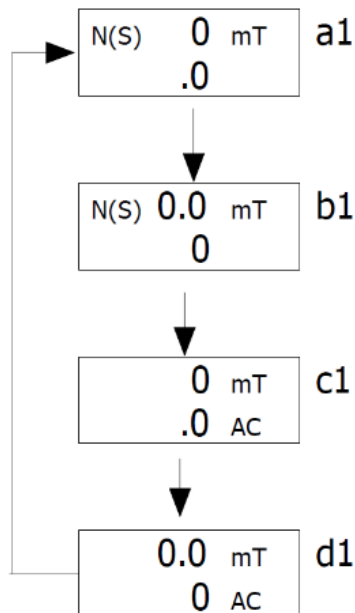 N(S) 0 mT a1
.0
N(S) 0.0 mT b1
0
0 mT c1
.0 AC
0.0 mT d1
0 AC